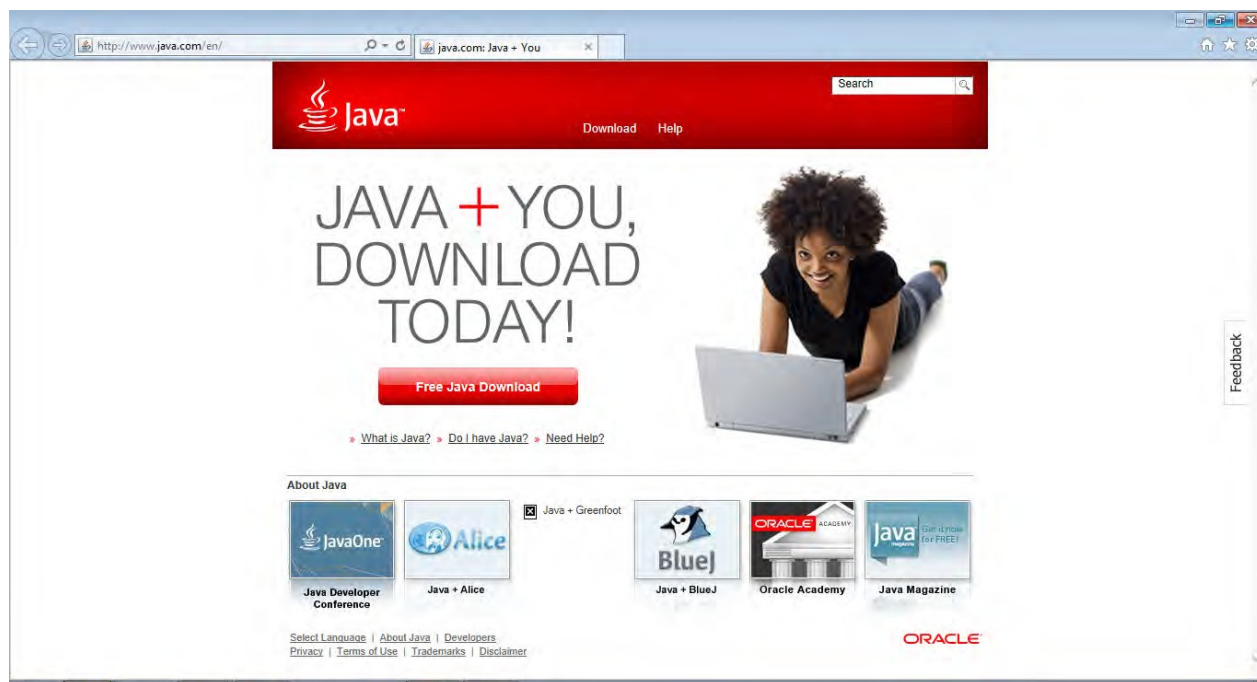 http://www.java.com/en/
java.com: Java + You
Java™
Search
Download Help
JAVA + YOU,
DOWNLOAD
TODAY!
Free Java Download
» What is Java? » Do I have Java? » Need Help?
Feedback
About Java
JavaOne
Alice
Java + Greenfoot
BlueJ
ORACLE ACADEMY
Java magazine
Get it now
for FREE!
Java Developer
Conference
Java + Alice
Java + BlueJ
Oracle Academy
Java Magazine
Select Language | About Java | Developers
Privacy | Terms of Use | Trademarks | Disclaimer
ORACLE